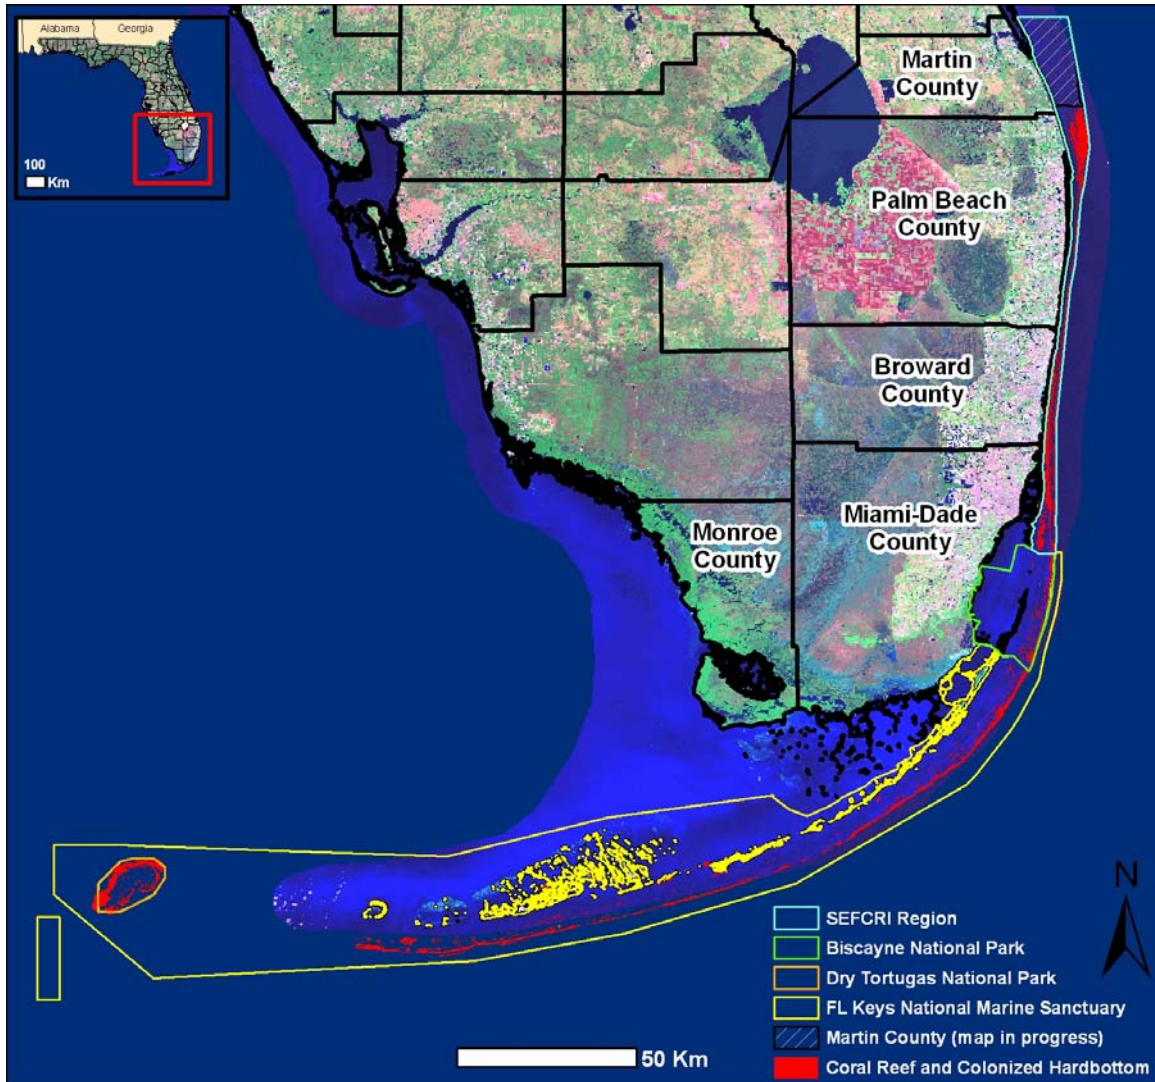 Alabama
Georgia
100
Km
Martin
County
Palm Beach
County
Broward
County
Miami-Dade
County
Monroe
County
N
SEFCRI Region
Biscayne National Park
Dry Tortugas National Park
FL Keys National Marine Sanctuary
Martin County (map in progress)
Coral Reef and Colonized Hardbottom
50 Km